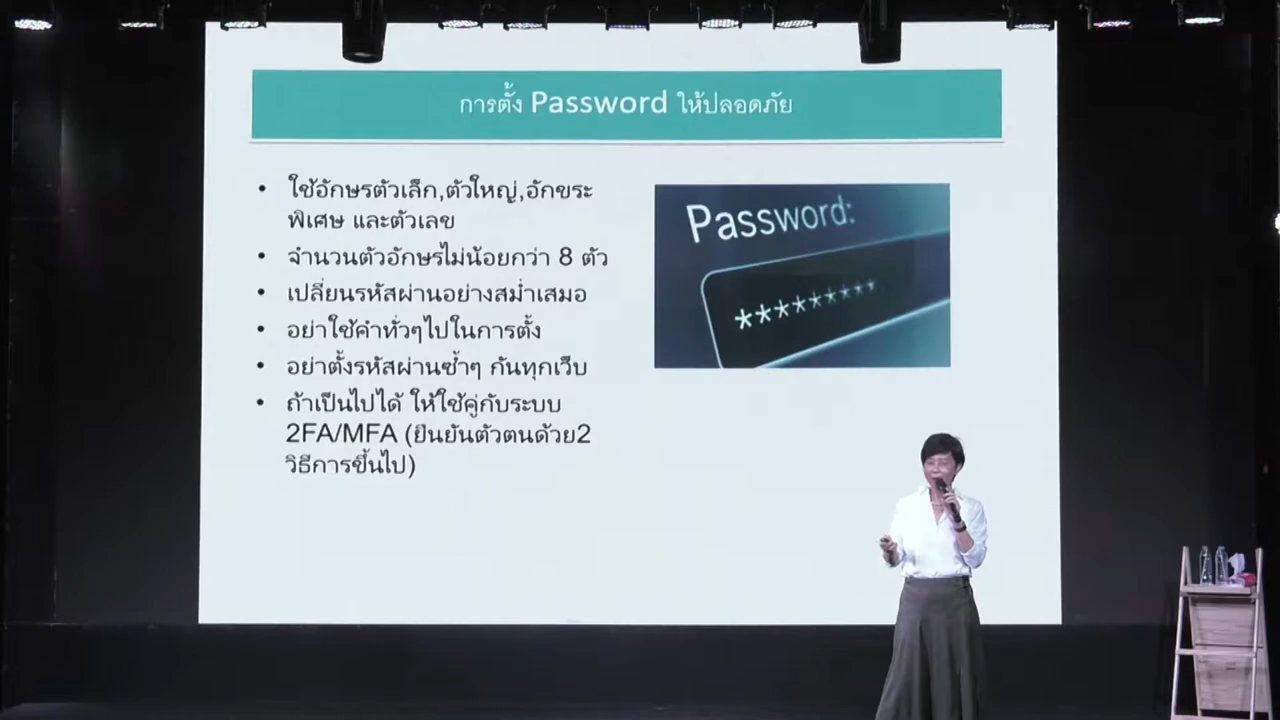 การตั้ง Password ให้ปลอดภัย
• ใช้อักษรตัวเล็ก,ตัวใหญ่,อักขระ
พิเศษ และตัวเลข
• จำนวนตัวอักษรไม่น้อยกว่า 8 ตัว
• เปลี่ยนรหัสผ่านอย่างสม่ำเสมอ
• อย่าใช้คำทั่วๆไปในการตั้ง
• อย่าตั้งรหัสผ่านซ้ำๆ กันทุกเว็บ
• ถ้าเป็นไปได้ ให้ใช้คู่กับระบบ
2FA/MFA (ยืนยันตัวตนด้วย2
วิธีการขึ้นไป)
Password:
*********